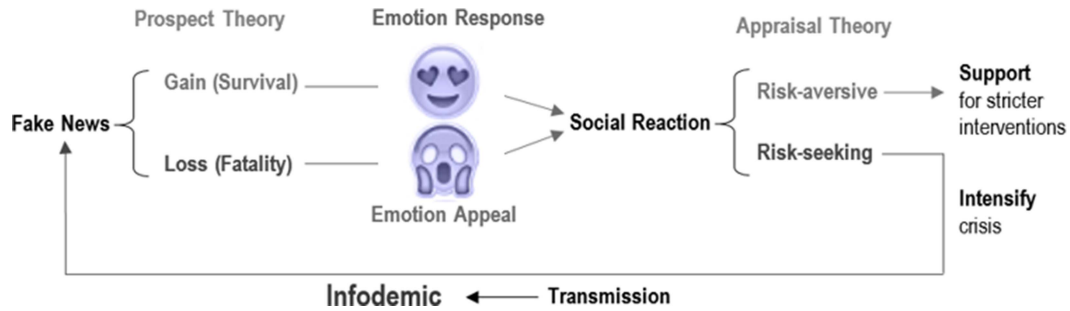 Prospect Theory
Emotion Response
Appraisal Theory
Gain (Survival)
Fake News
Loss (Fatality)
Emotion Appeal
Social Reaction
Risk-aversive
Risk-seeking
Support
for stricter
interventions
Intensify
crisis
Infodemic
Transmission